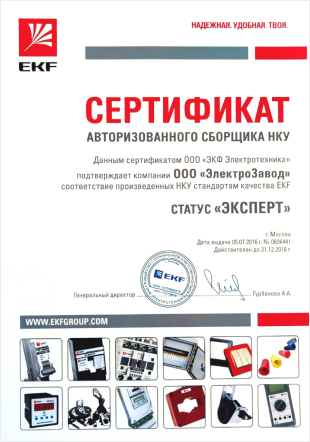 НАДЕЖНАЯ. УДОБНАЯ. ТВОЯ.
EKF
СЕРТИФИКАТ
АВТОРИЗОВАННОГО СБОРЩИКА НКУ
Данным сертификатом ООО «ЭКФ Электротехника»
подтверждает компании ООО «ЭлектроЗавод»
соответствие произведенных НКУ стандартам качества EKF
СТАТУС «ЭКСПЕРТ»
г. Москва
Дата выдачи 05.07.2016 г. № 0606441
Действителен до 31.12.2016 г.
EKF
Генеральный директор
Гурбанова А.А.
WWW.EKFGROUP.COM